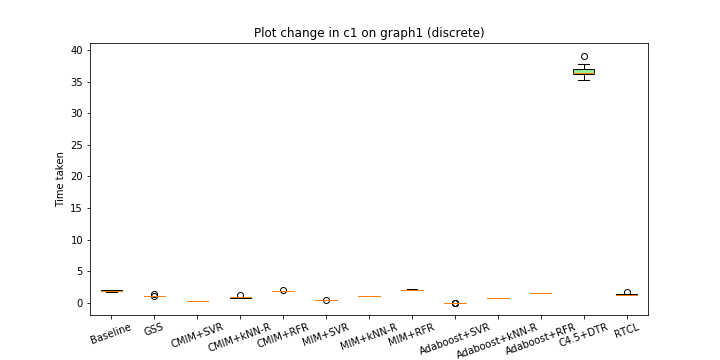 Plot change in c1 on graph1 (discrete)
Time taken
40
35
30
25
20
15
10
5
0
Baseline
GSS
CMIM+SVR
CMIM+kNN-R
CMIM+RFR
MIM+SVR
MIM+kNN-R
MIM+RFR
Adaboost+SVR
Adaboost+kNN-R
Adaboost+RFR
C4.5+DTR
RTCL